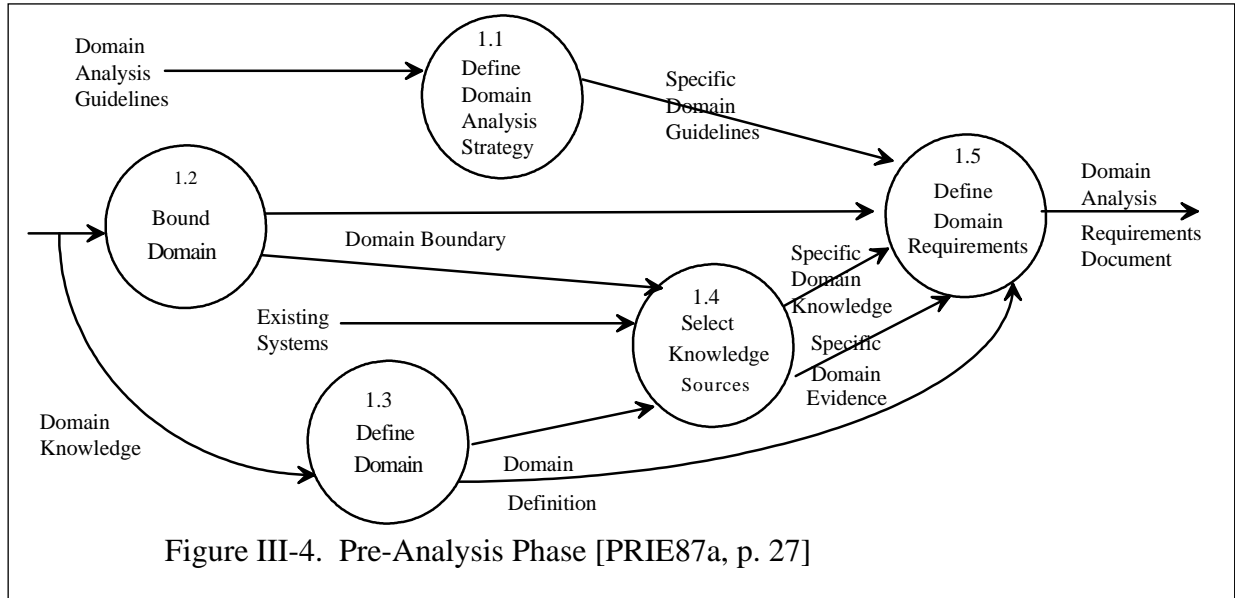 Domain
Analysis
Guidelines
1.1
Define
Domain
Analysis
Strategy
Specific
Domain
Guidelines
1.2
Bound
Domain
Domain Boundary
Existing
Systems
1.3
Define
Domain
Domain
Knowledge
Domain
Definition
1.4
Select
Knowledge
Sources
Specific
Domain
Knowledge
Specific
Domain
Evidence
1.5
Define
Domain
Requirements
Domain
Analysis
Requirements
Document
Figure III-4. Pre-Analysis Phase [PRIE87a, p. 27]